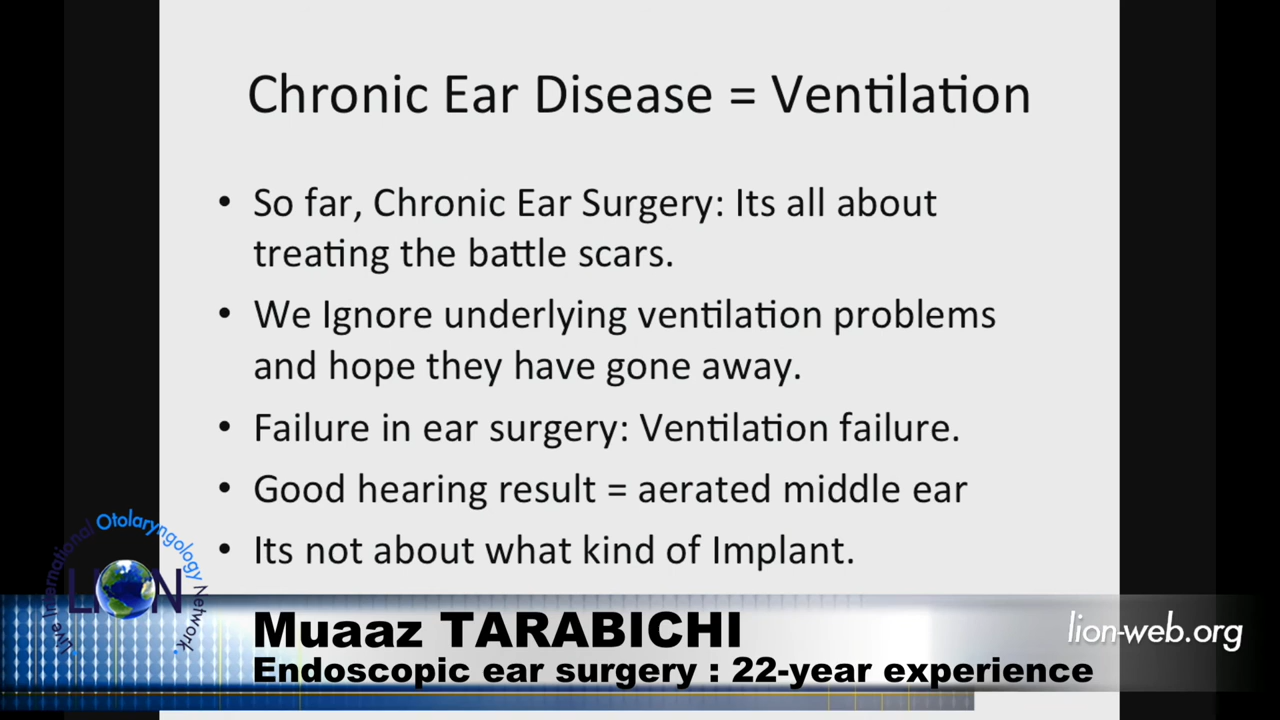 Chronic Ear Disease = Ventilation
• So far, Chronic Ear Surgery: Its all about
treating the battle scars.
• We Ignore underlying ventilation problems
and hope they have gone away.
• Failure in ear surgery: Ventilation failure.
• Good hearing result = aerated middle ear
• Its not about what kind of Implant.
Live International Otolaryngology Network
LION
Muaaz TARABICHI
lion-web.org
Endoscopic ear surgery : 22-year experience